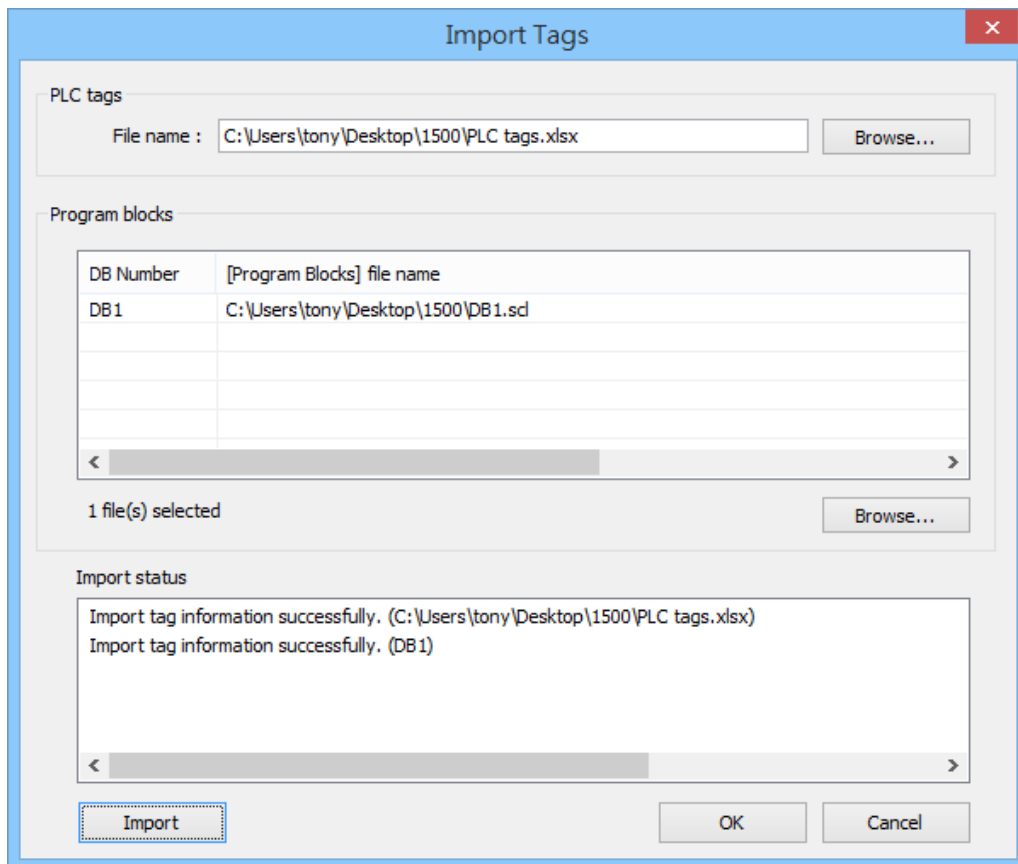 Import Tags
PLC tags
File name : C:\Users\tony\Desktop\1500\PLC tags.xlsx Browse...
Program blocks
DB Number [Program Blocks] file name
DB1 C:\Users\tony\Desktop\1500\DB1.scl
1 file(s) selected Browse...
Import status
Import tag information successfully. (C:\Users\tony\Desktop\1500\PLC tags.xlsx)
Import tag information successfully. (DB1)
Import OK Cancel